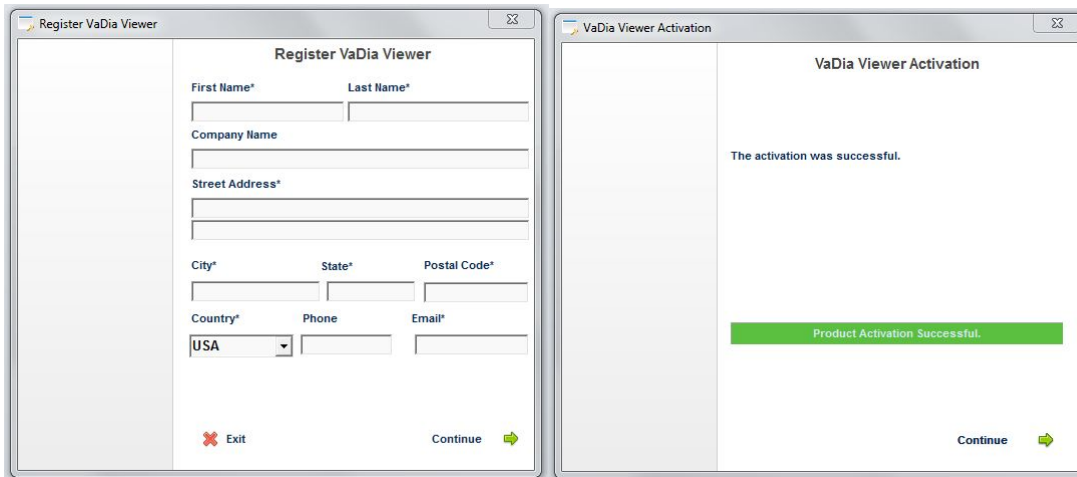 Register VaDia Viewer
Register VaDia Viewer
First Name* Last Name*
Company Name
Street Address*
City* State* Postal Code*
Country* Phone Email*
USA
Exit Continue
VaDia Viewer Activation
VaDia Viewer Activation
The activation was successful.
Product Activation Successful.
Continue